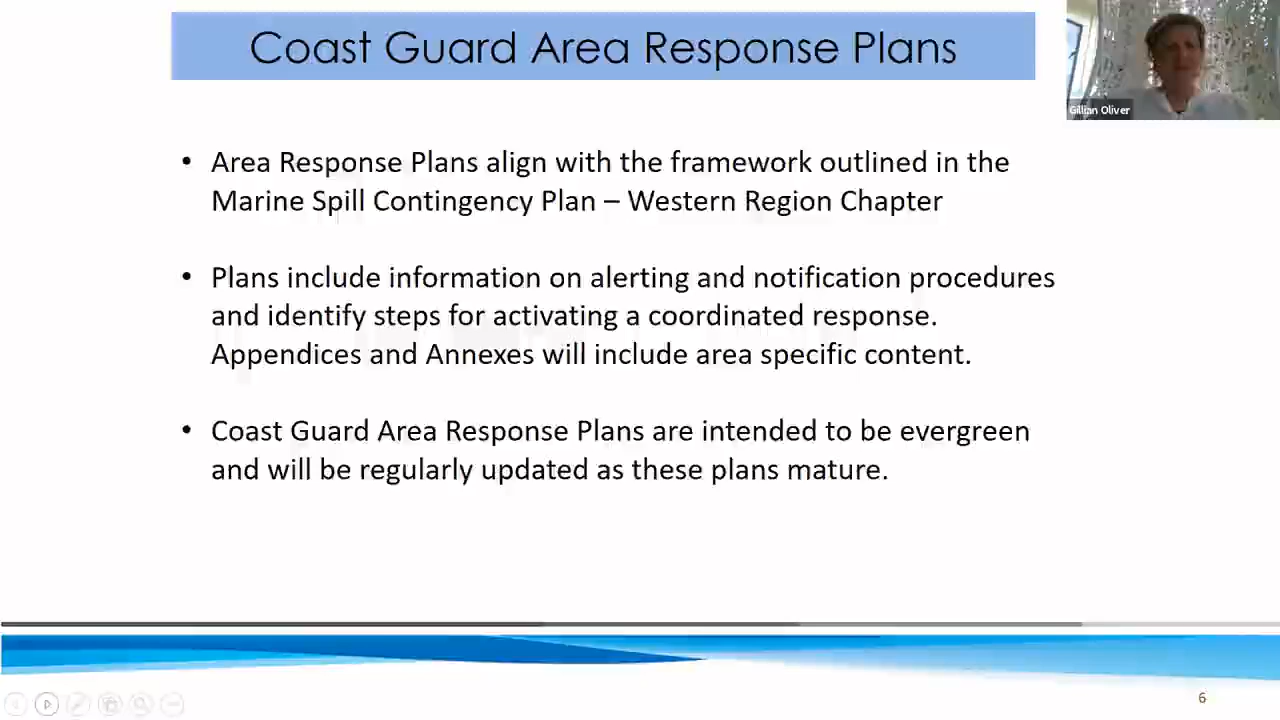 Coast Guard Area Response Plans
Gillian Oliver
• Area Response Plans align with the framework outlined in the
Marine Spill Contingency Plan – Western Region Chapter
• Plans include information on alerting and notification procedures
and identify steps for activating a coordinated response.
Appendices and Annexes will include area specific content.
• Coast Guard Area Response Plans are intended to be evergreen
and will be regularly updated as these plans mature.
6